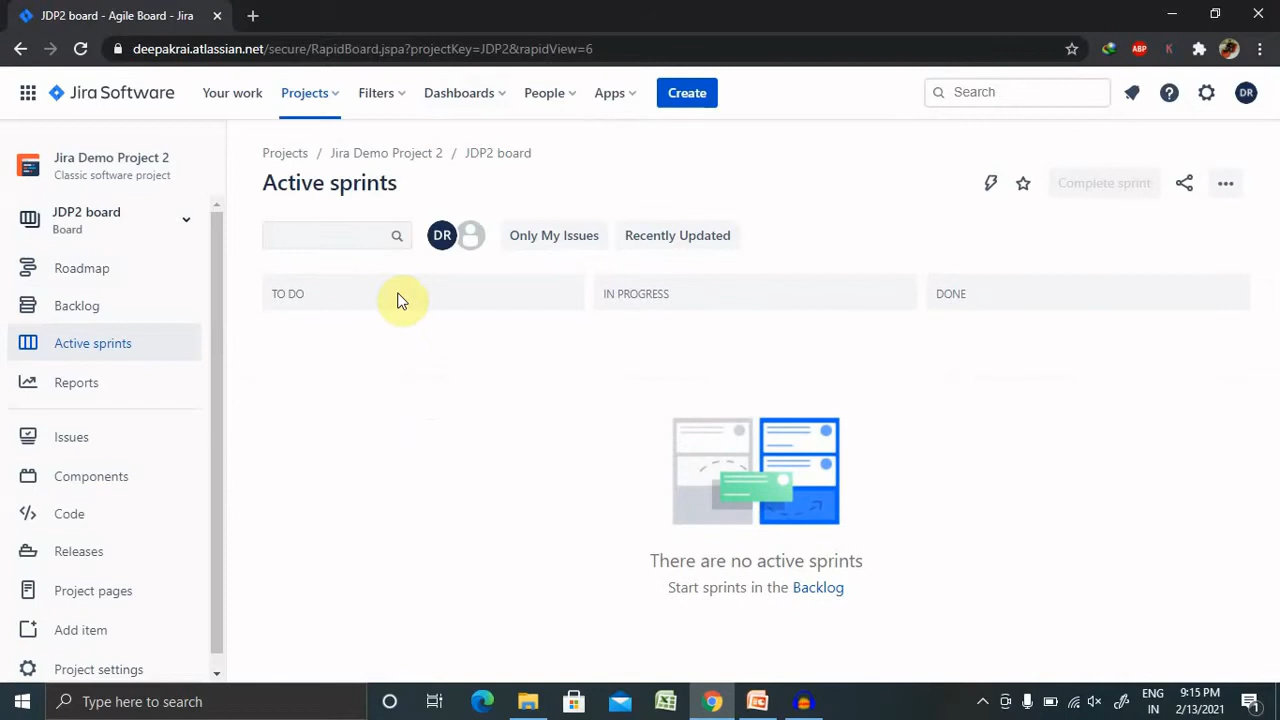 JDP2 board - Agile Board - Jira
deepakrai.atlassian.net/secure/RapidBoard.jspa?projectKey=JDP2&rapidView=6
ABP
K
Jira Software
Your work
Projects
Filters
Dashboards
People
Apps
Create
Search
DR
Jira Demo Project 2
Classic software project
JDP2 board
Board
Roadmap
Backlog
Active sprints
Reports
Issues
Components
Code
Releases
Project pages
Add item
Project settings
Projects / Jira Demo Project 2 / JDP2 board
Active sprints
Complete sprint
DR
Only My Issues
Recently Updated
TO DO
IN PROGRESS
DONE
There are no active sprints
Start sprints in the Backlog
Type here to search
ENG
IN
9:15 PM
2/13/2021
1